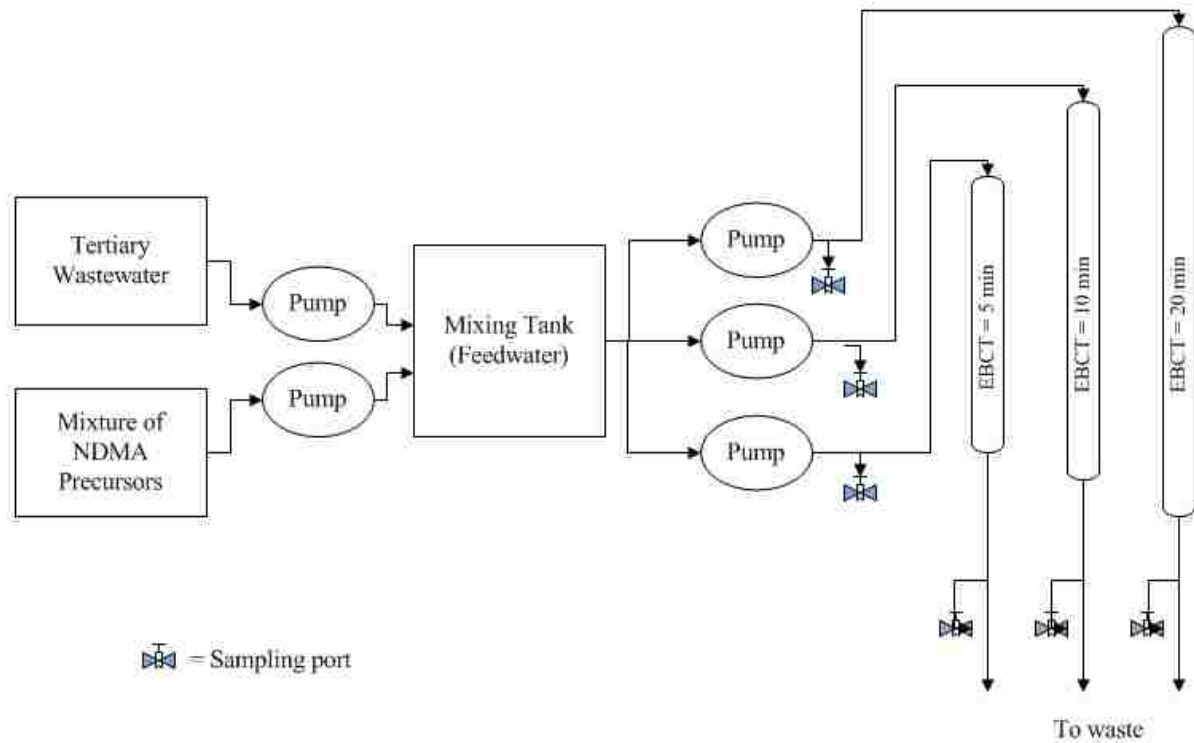 Tertiary
Wastewater
Pump
Mixture of
NDMA
Precursors
Pump
Mixing Tank
(Feedwater)
Pump
Pump
Pump
EBCT = 5 min
EBCT = 10 min
EBCT = 20 min
= Sampling port
To waste